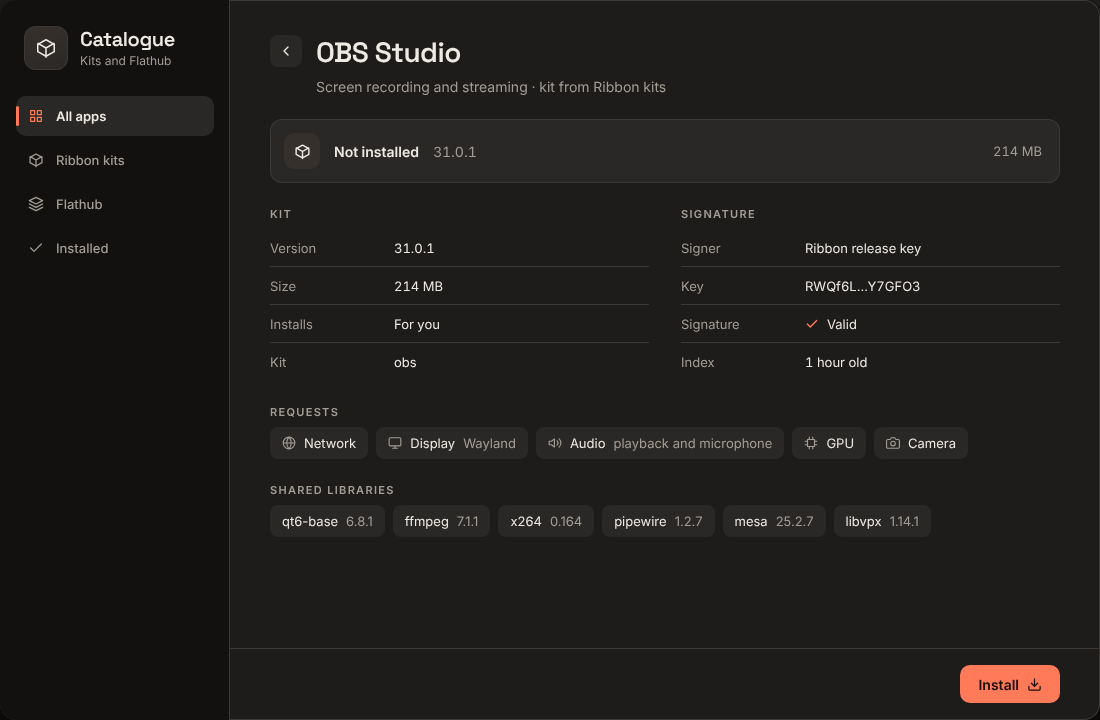 Catalogue
Kits and Flathub
All apps
Ribbon kits
Flathub
Installed
OBS Studio
Screen recording and streaming · kit from Ribbon kits
Not installed 31.0.1 214 MB
KIT
Version 31.0.1
Size 214 MB
Installs For you
Kit obs
SIGNATURE
Signer Ribbon release key
Key RWQf6L…Y7GFO3
Signature Valid
Index 1 hour old
REQUESTS
Network Display Wayland Audio playback and microphone GPU Camera
SHARED LIBRARIES
qt6-base 6.8.1 ffmpeg 7.1.1 x264 0.164 pipewire 1.2.7 mesa 25.2.7 libvpx 1.14.1
Install